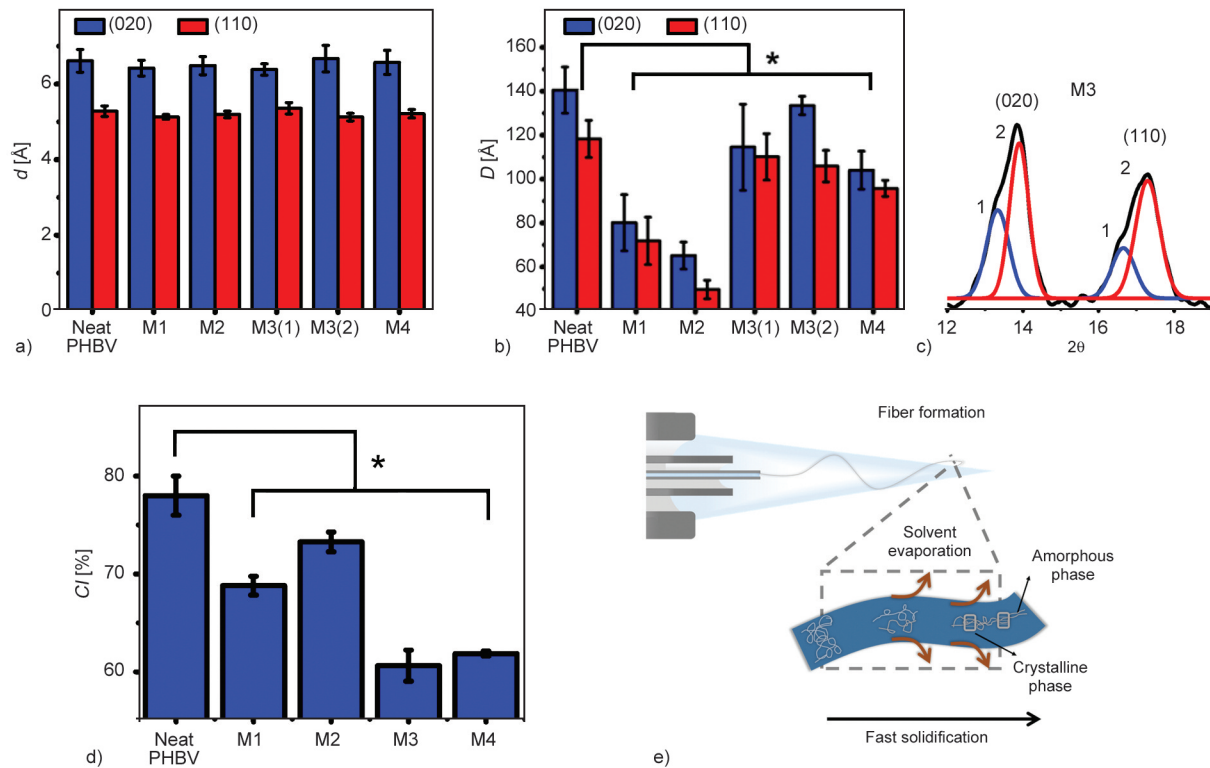 (020) (110)
6
4
2
0
d [Å]
Neat
PHBV
M1 M2 M3(1) M3(2) M4
a)
(020) (110)
160
140
120
100
80
60
40
D [Å]
*
Neat
PHBV
M1 M2 M3(1) M3(2) M4
b)
M3
(020)
2
(110)
2
1
1
12 14 16 18
2θ
c)
80
70
60
CI [%]
*
Neat
PHBV
M1 M2 M3 M4
d)
Fiber formation
Solvent
evaporation
Amorphous
phase
Crystalline
phase
Fast solidification
e)